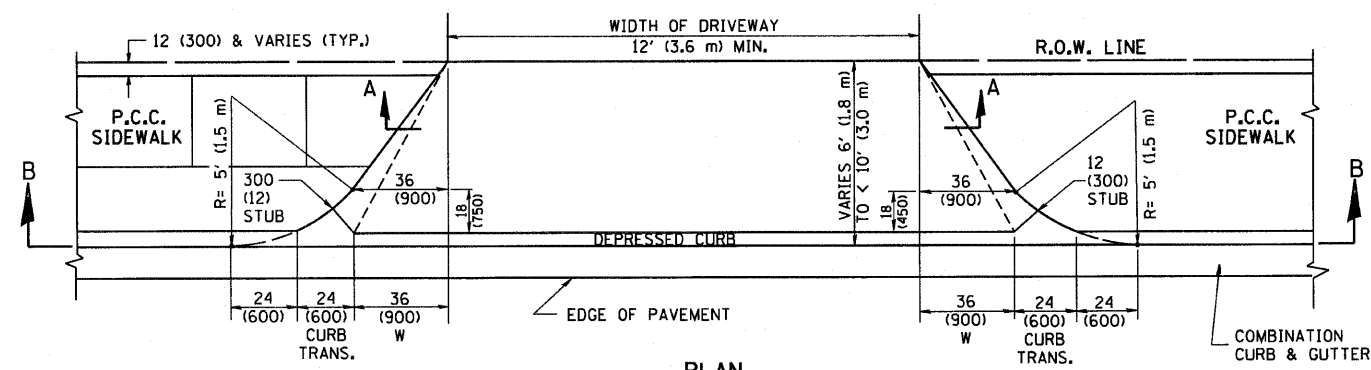 WIDTH OF DRIVEWAY
12' (3.6 m) MIN.
12 (300) & VARIES (TYP.)
R.O.W. LINE
A
A
P.C.C.
SIDEWALK
P.C.C.
SIDEWALK
R= 5' (1.5 m)
VARIES 6' (1.8 m)
TO < 10' (3.0 m)
R= 5' (1.5 m)
B
B
300
(12)
STUB
36
(900)
18
(750)
36
(900)
18
(450)
12
(300)
STUB
DEPRESSED CURB
24
(600)
24
(600)
CURB
TRANS.
36
(900)
W
EDGE OF PAVEMENT
36
(900)
W
24
(600)
CURB
TRANS.
24
(600)
COMBINATION
CURB & GUTTER
PLAN